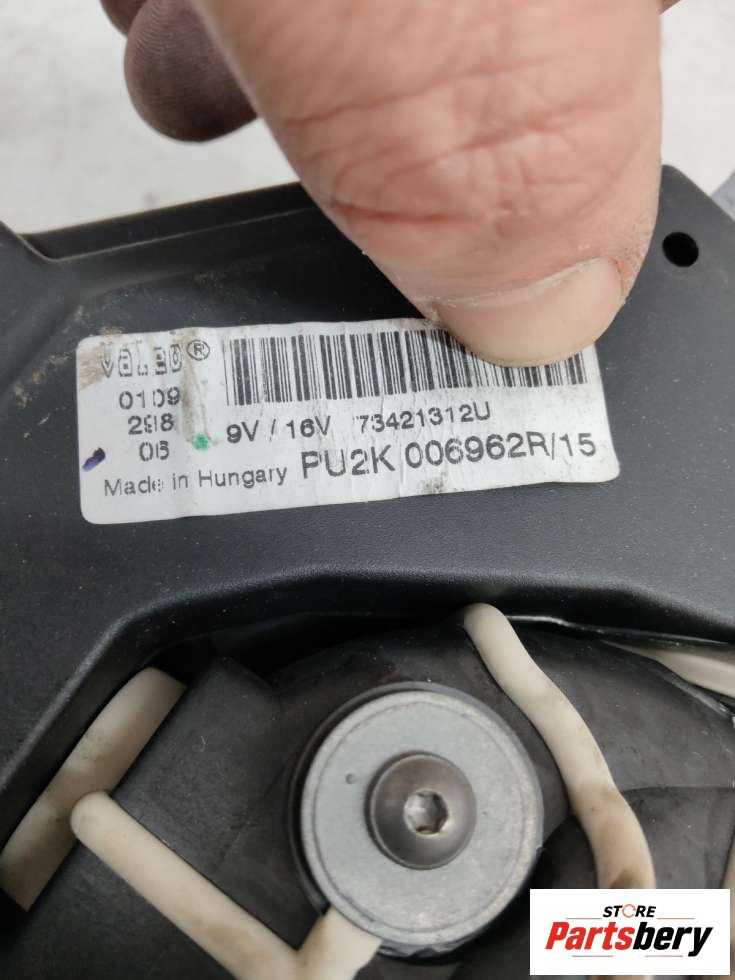 VALEO®
0109
298
06
9V / 16V 73421312U
Made in Hungary PU2K 006962R/15
STORE
Partsbery